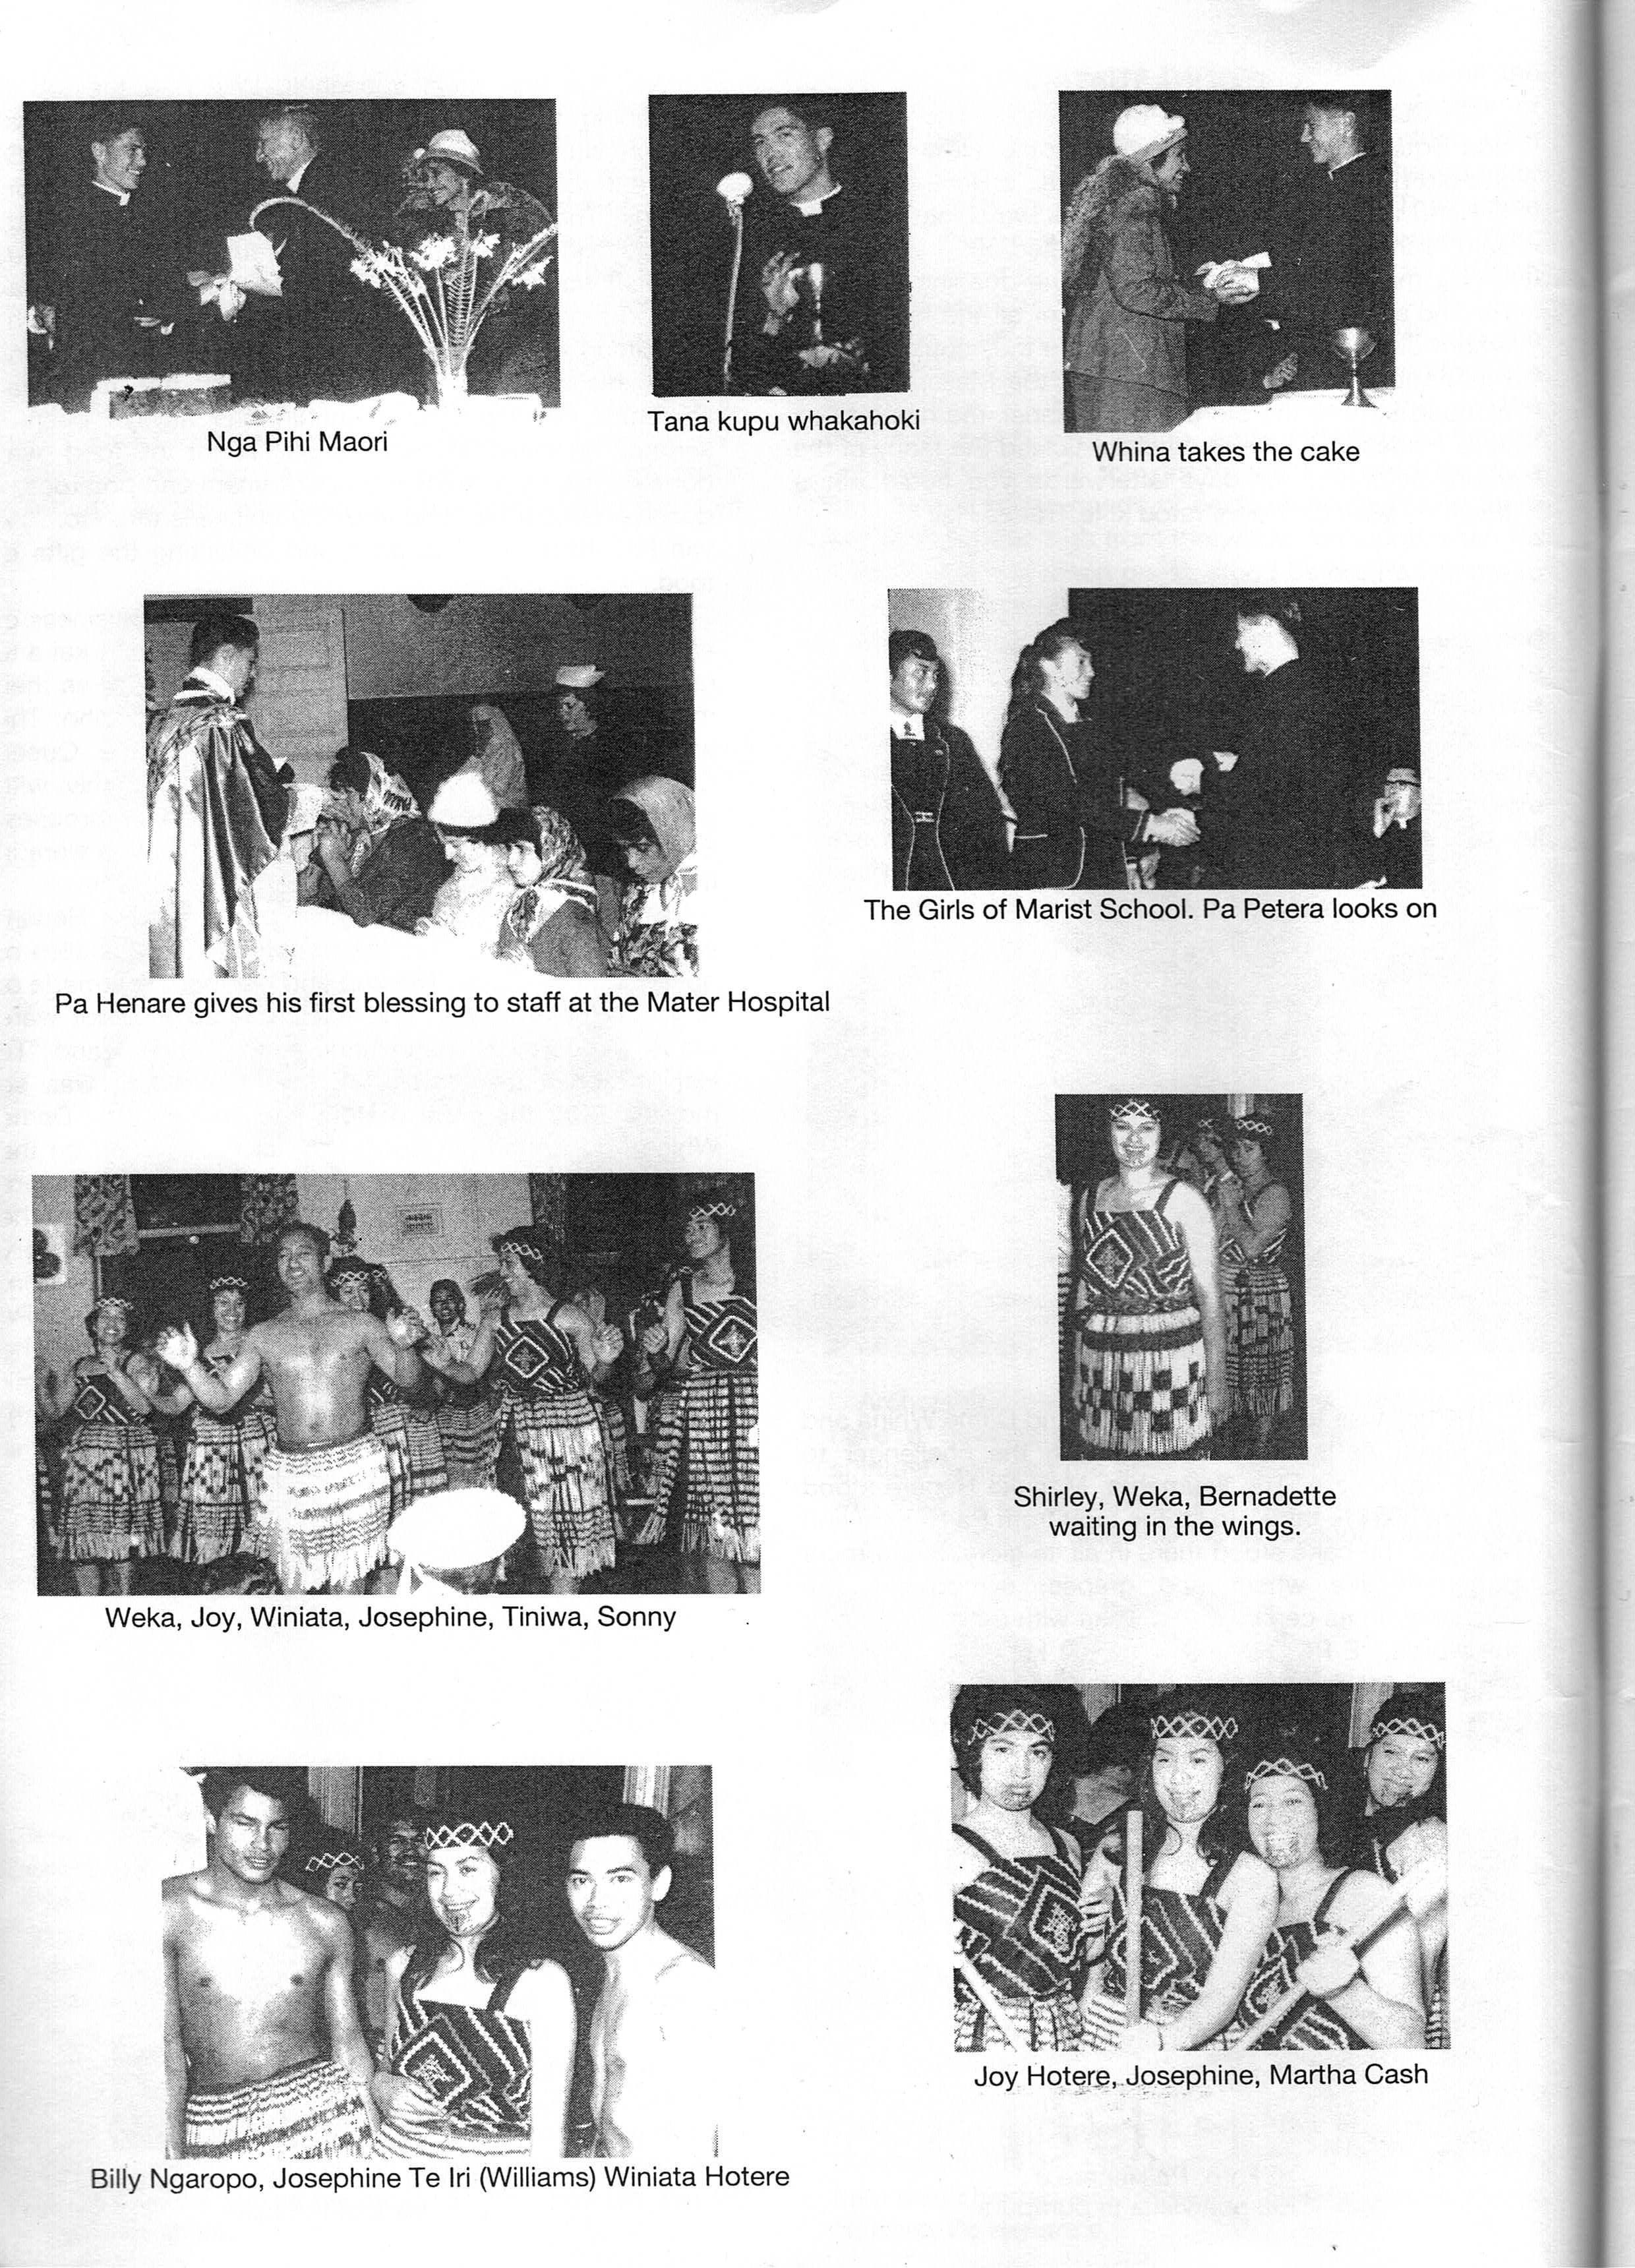 Nga Pihi Maori
Tana kupu whakahoki
Whina takes the cake
Pa Henare gives his first blessing to staff at the Mater Hospital
The Girls of Marist School. Pa Petera looks on
Weka, Joy, Winiata, Josephine, Tiniwa, Sonny
Shirley, Weka, Bernadette
waiting in the wings.
Billy Ngaropo, Josephine Te Iri (Williams) Winiata Hotere
Joy Hotere, Josephine, Martha Cash